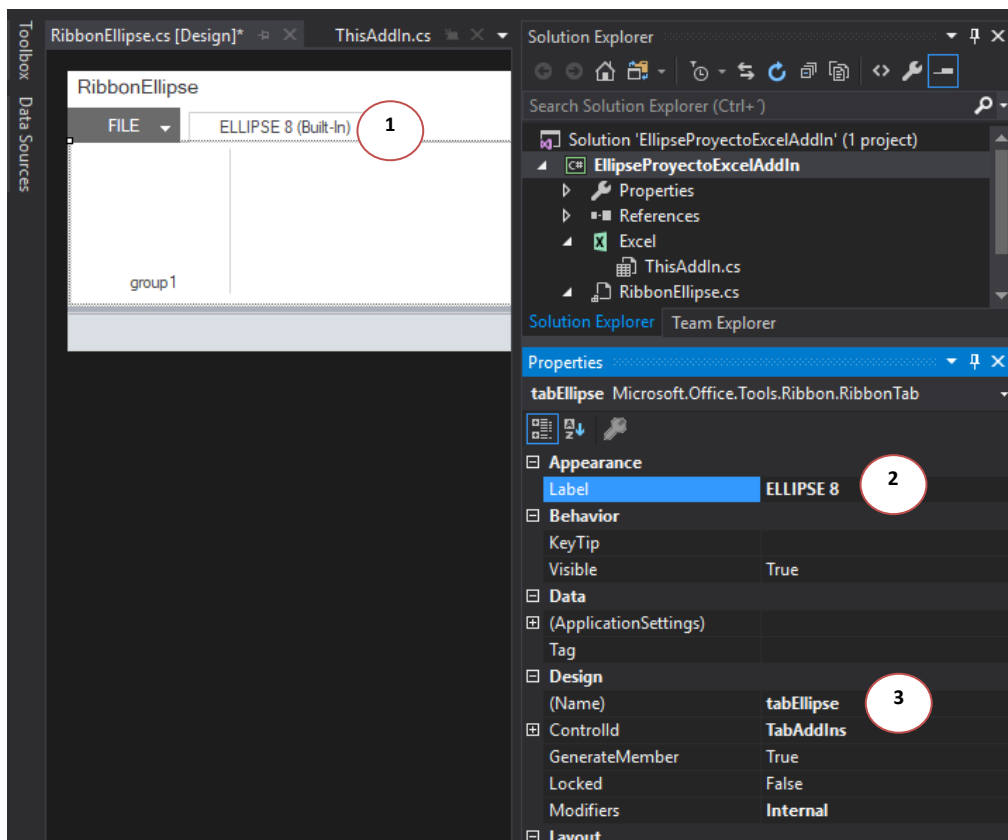 Toolbox
Data Sources
RibbonEllipse.cs [Design]*
ThisAddIn.cs
RibbonEllipse
FILE
ELLIPSE 8 (Built-In)
1
group1
Solution Explorer
Search Solution Explorer (Ctrl+´)
Solution 'EllipseProyectoExcelAddIn' (1 project)
C# EllipseProyectoExcelAddIn
Properties
References
Excel
ThisAddIn.cs
RibbonEllipse.cs
Solution Explorer Team Explorer
Properties
tabEllipse Microsoft.Office.Tools.Ribbon.RibbonTab
Appearance
Label ELLIPSE 8
2
Behavior
KeyTip
Visible True
Data
(ApplicationSettings)
Tag
Design
(Name) tabEllipse
3
ControlId TabAddIns
GenerateMember True
Locked False
Modifiers Internal
Layout